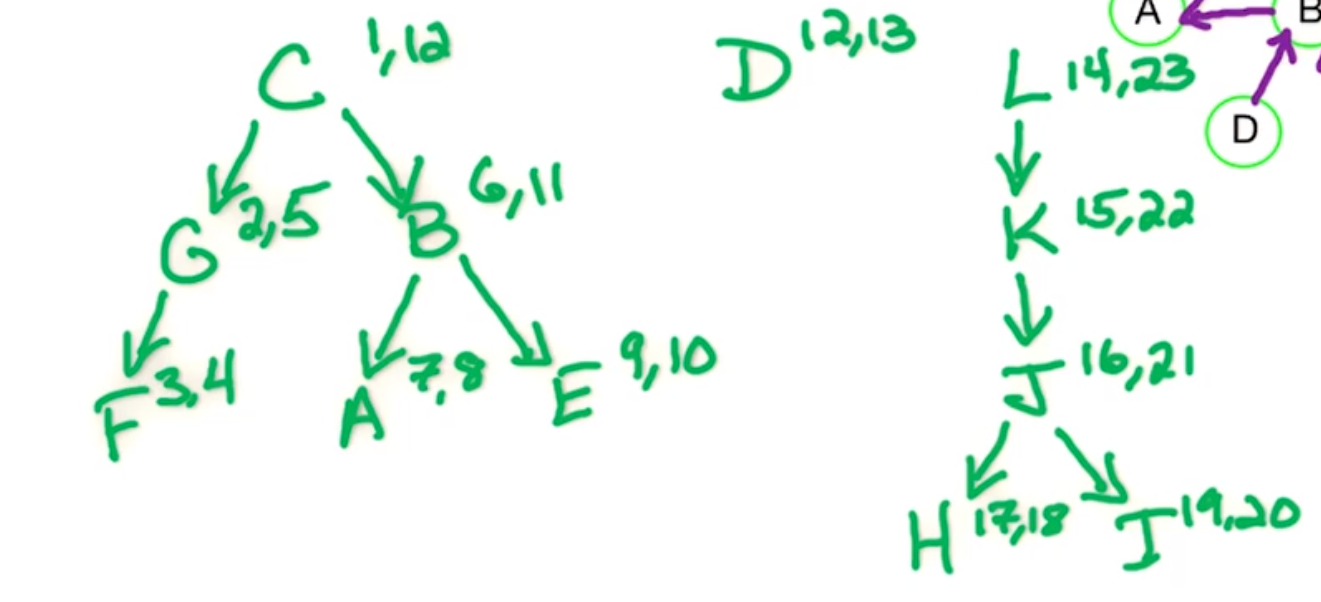 C 1,12 D 12,13 L 14,23 A B
D
G 2,5 B 6,11 K 15,22
F 3,4 A 7,8 E 9,10 J 16,21
H 17,18 I 19,20